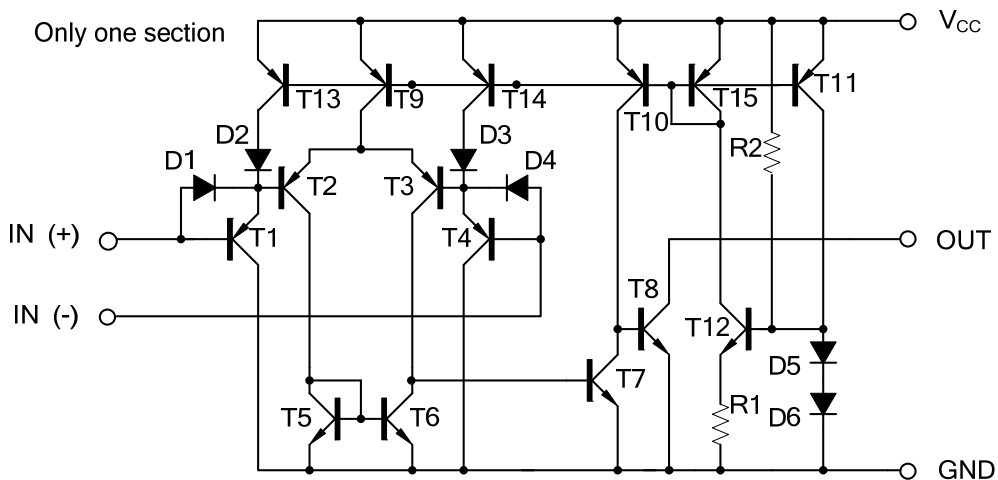 Only one section
V_CC
T13
T9
T14
T10
T15
T11
D2
D3
R2
D1
D4
T2
T3
IN (+)
T1
T4
OUT
IN (-)
T8
T12
T7
D5
T5
T6
R1
D6
GND